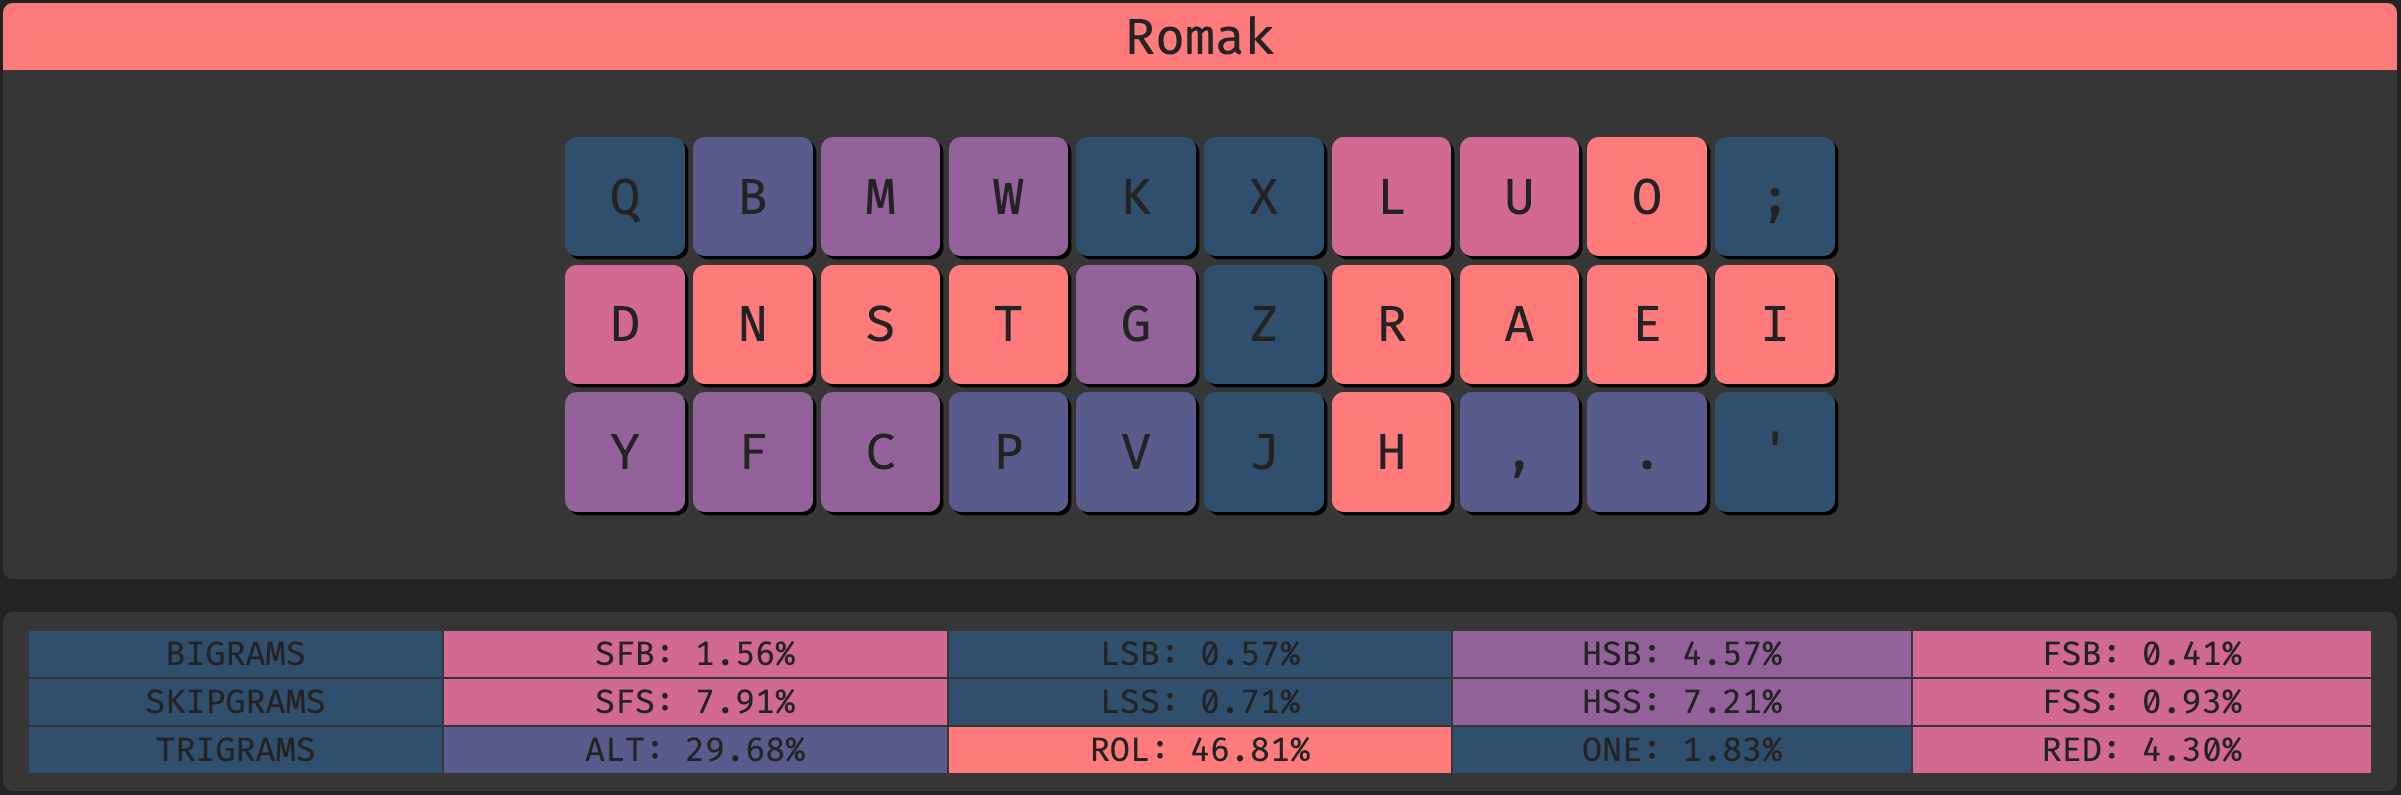 Romak
Q B M W K X L U O ;
D N S T G Z R A E I
Y F C P V J H , . '
BIGRAMS SFB: 1.56% LSB: 0.57% HSB: 4.57% FSB: 0.41%
SKIPGRAMS SFS: 7.91% LSS: 0.71% HSS: 7.21% FSS: 0.93%
TRIGRAMS ALT: 29.68% ROL: 46.81% ONE: 1.83% RED: 4.30%